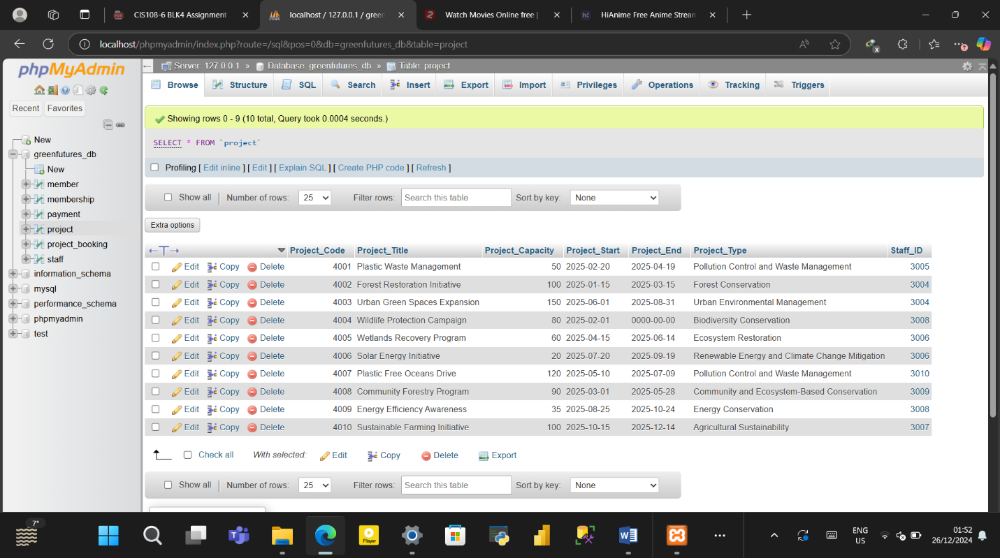 CIS108-6 BLK4 Assignment
localhost / 127.0.0.1 / green
Watch Movies Online free |
HiAnime Free Anime Stream
localhost/phpmyadmin/index.php?route=/sql&pos=0&db=greenfutures_db&table=project
phpMyAdmin
Recent Favorites
New
greenfutures_db
New
member
membership
payment
project
project_booking
staff
information_schema
mysql
performance_schema
phpmyadmin
test
Server: 127.0.0.1 » Database: greenfutures_db » Table: project
Browse Structure SQL Search Insert Export Import Privileges Operations Tracking Triggers
Showing rows 0 - 9 (10 total, Query took 0.0004 seconds.)
SELECT * FROM `project`
Profiling [ Edit inline ] [ Edit ] [ Explain SQL ] [ Create PHP code ] [ Refresh ]
Show all | Number of rows: 25 Filter rows: Search this table Sort by key: None
Extra options
Project_Code Project_Title Project_Capacity Project_Start Project_End Project_Type Staff_ID
Edit Copy Delete 4001 Plastic Waste Management 50 2025-02-20 2025-04-19 Pollution Control and Waste Management 3005
Edit Copy Delete 4002 Forest Restoration Initiative 100 2025-01-15 2025-03-15 Forest Conservation 3004
Edit Copy Delete 4003 Urban Green Spaces Expansion 150 2025-06-01 2025-08-31 Urban Environmental Management 3004
Edit Copy Delete 4004 Wildlife Protection Campaign 80 2025-02-01 0000-00-00 Biodiversity Conservation 3008
Edit Copy Delete 4005 Wetlands Recovery Program 60 2025-04-15 2025-06-14 Ecosystem Restoration 3006
Edit Copy Delete 4006 Solar Energy Initiative 20 2025-07-20 2025-09-19 Renewable Energy and Climate Change Mitigation 3006
Edit Copy Delete 4007 Plastic Free Oceans Drive 120 2025-05-10 2025-07-09 Pollution Control and Waste Management 3010
Edit Copy Delete 4008 Community Forestry Program 90 2025-03-01 2025-05-28 Community and Ecosystem-Based Conservation 3009
Edit Copy Delete 4009 Energy Efficiency Awareness 35 2025-08-25 2025-10-24 Energy Conservation 3008
Edit Copy Delete 4010 Sustainable Farming Initiative 100 2025-10-15 2025-12-14 Agricultural Sustainability 3007
Check all With selected: Edit Copy Delete Export
Show all | Number of rows: 25 Filter rows: Search this table Sort by key: None
7°
Player
ENG
US
01:52
26/12/2024